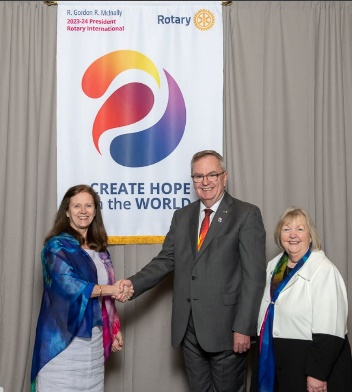 R. Gordon R. McInally
2023-24 President
Rotary International
Rotary
CREATE HOPE
in the WORLD